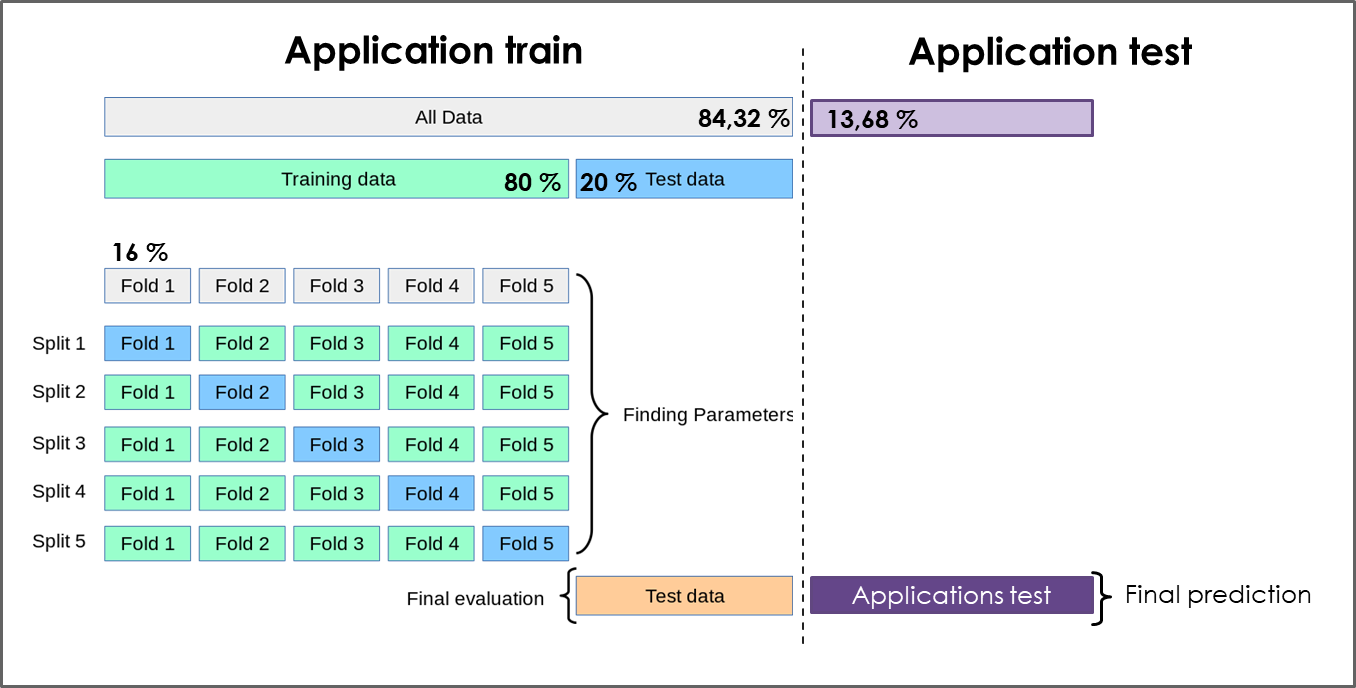 Application train
Application test
All Data 84,32 %
13,68 %
Training data 80 %
20 % Test data
16 %
Fold 1 Fold 2 Fold 3 Fold 4 Fold 5
Split 1 Fold 1 Fold 2 Fold 3 Fold 4 Fold 5
Split 2 Fold 1 Fold 2 Fold 3 Fold 4 Fold 5
Finding Parameters
Split 3 Fold 1 Fold 2 Fold 3 Fold 4 Fold 5
Split 4 Fold 1 Fold 2 Fold 3 Fold 4 Fold 5
Split 5 Fold 1 Fold 2 Fold 3 Fold 4 Fold 5
Final evaluation Test data
Applications test Final prediction